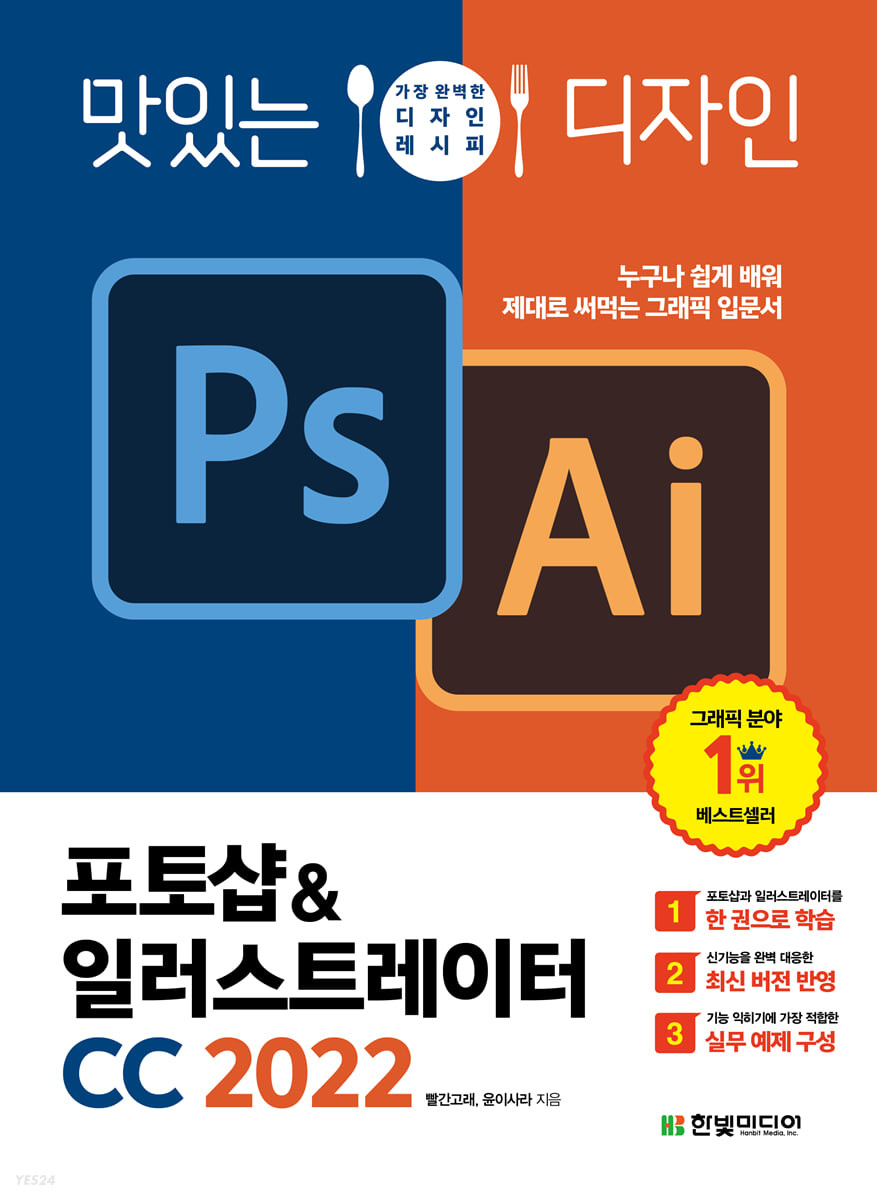 맛있는
가장 완벽한
디자인
레시피
디자인
누구나 쉽게 배워
제대로 써먹는 그래픽 입문서
Ps
Ai
그래픽 분야
1위
베스트셀러
포토샵 &
일러스트레이터
CC 2022
빨간고래, 윤이사라 지음
1
포토샵과 일러스트레이터를
한 권으로 학습
2
신기능을 완벽 대응한
최신 버전 반영
3
기능 익히기에 가장 적합한
실무 예제 구성
HB 한빛미디어
Hanbit Media, Inc.
YES24